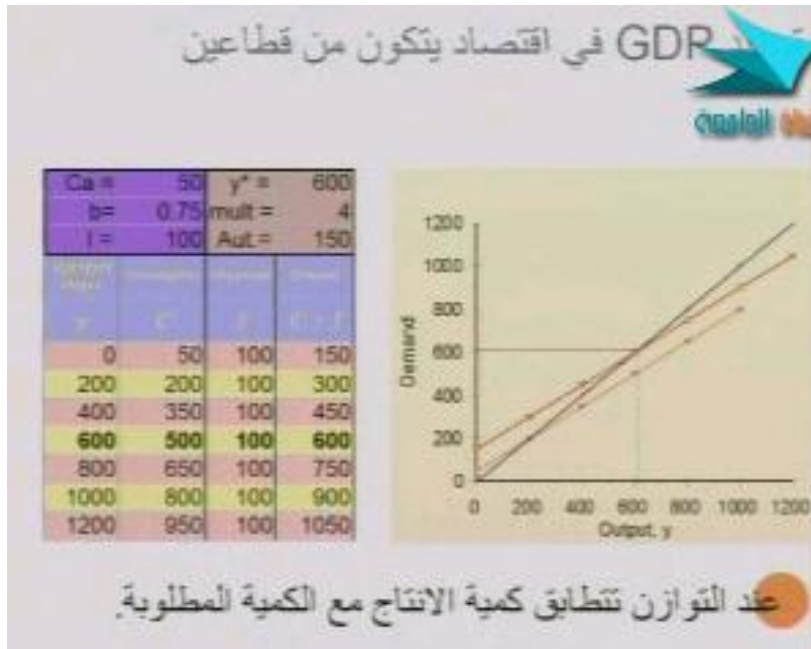 GDP في اقتصاد يتكون من قطاعين
Ca = 50 y* = 600
b= 0.75 mult = 4
I = 100 Aut.= 150
y C I C + I
0 50 100 150
200 200 100 300
400 350 100 450
600 500 100 600
800 650 100 750
1000 800 100 900
1200 950 100 1050
Demand
1200
1000
800
600
400
200
0
0 200 400 600 800 1000 1200
Output, y
عند التوازن تتطابق كمية الانتاج مع الكمية المطلوبة.